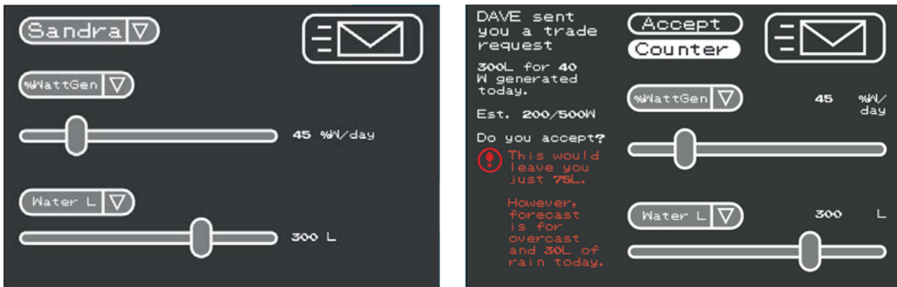 Sandra
%WattGen
45 %W/day
Water L
300 L
DAVE sent
you a trade
request
300L for 40
W generated
today.
Est. 200/500W
Do you accept?
This would
leave you
just 75L.
However,
forecast
is for
overcast
and 30L of
rain today.
Accept
Counter
%WattGen
45 %W/
day
Water L
300 L